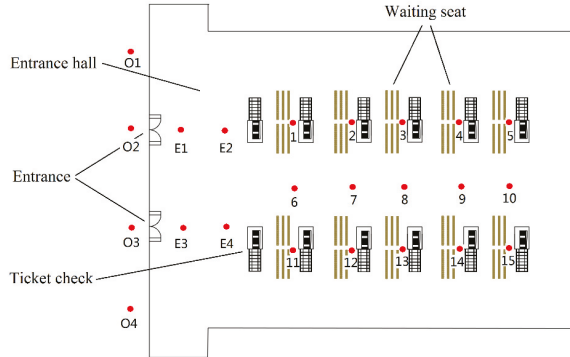 Waiting seat
O1
Entrance hall
O2
E1
E2
1
2
3
4
5
Entrance
6
7
8
9
10
O3
E3
E4
Ticket check
11
12
13
14
15
O4